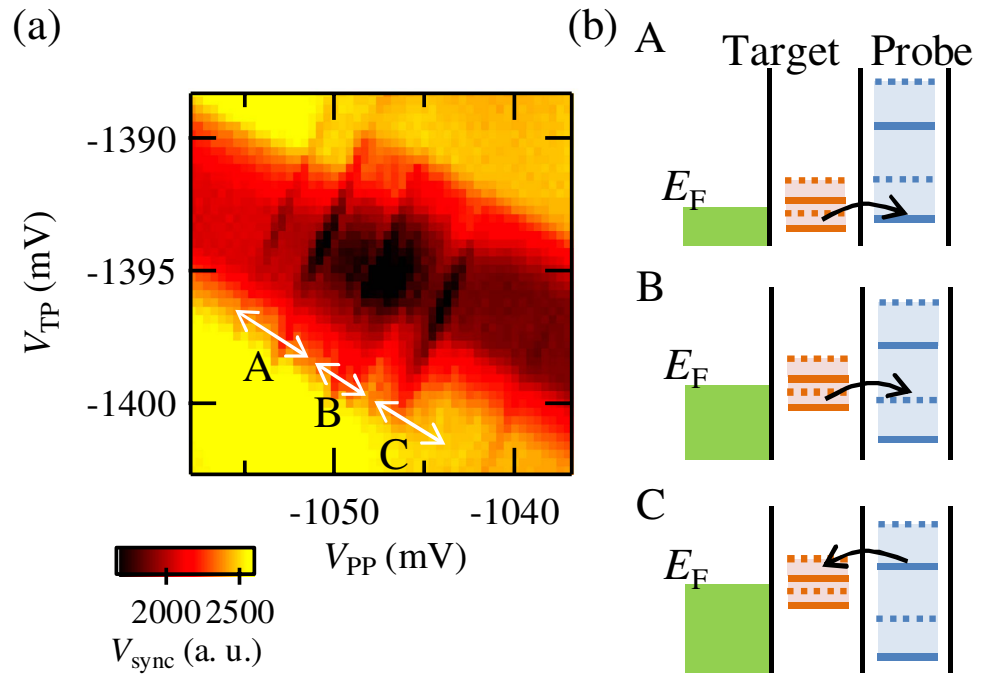 (a)
-1390
-1395
-1400
V_TP (mV)
A
B
C
-1050
-1040
V_PP (mV)
2000
2500
V_sync (a. u.)
(b)
A
Target
Probe
E_F
B
E_F
C
E_F